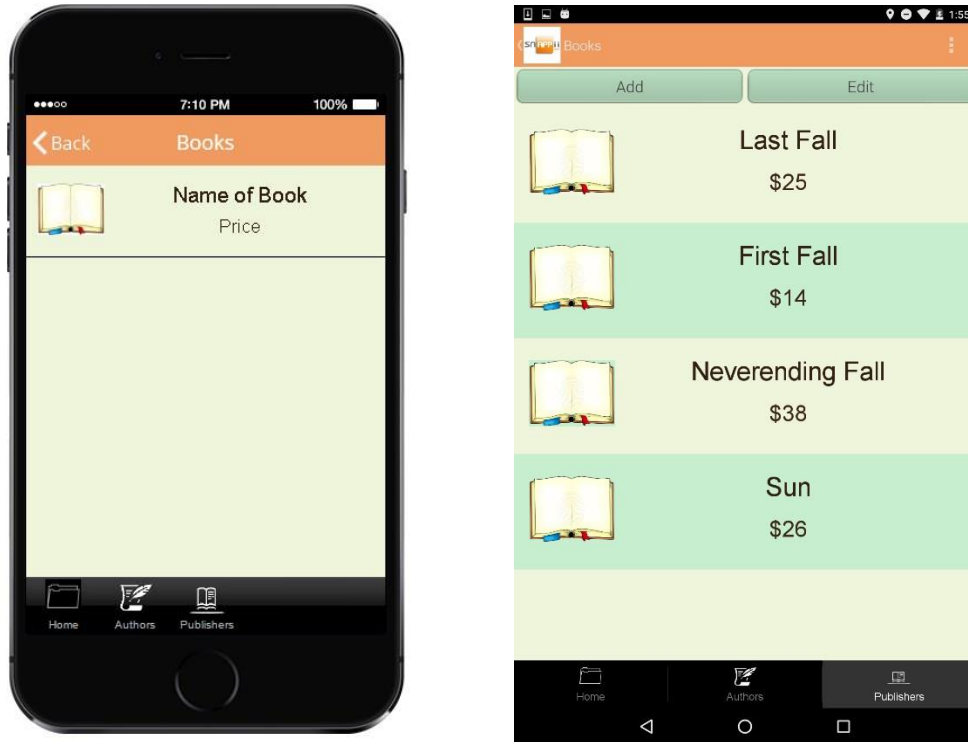 7:10 PM 100%
Back Books
Name of Book
Price
Home Authors Publishers
1:55
snappii Books
Add Edit
Last Fall
$25
First Fall
$14
Neverending Fall
$38
Sun
$26
Home Authors Publishers